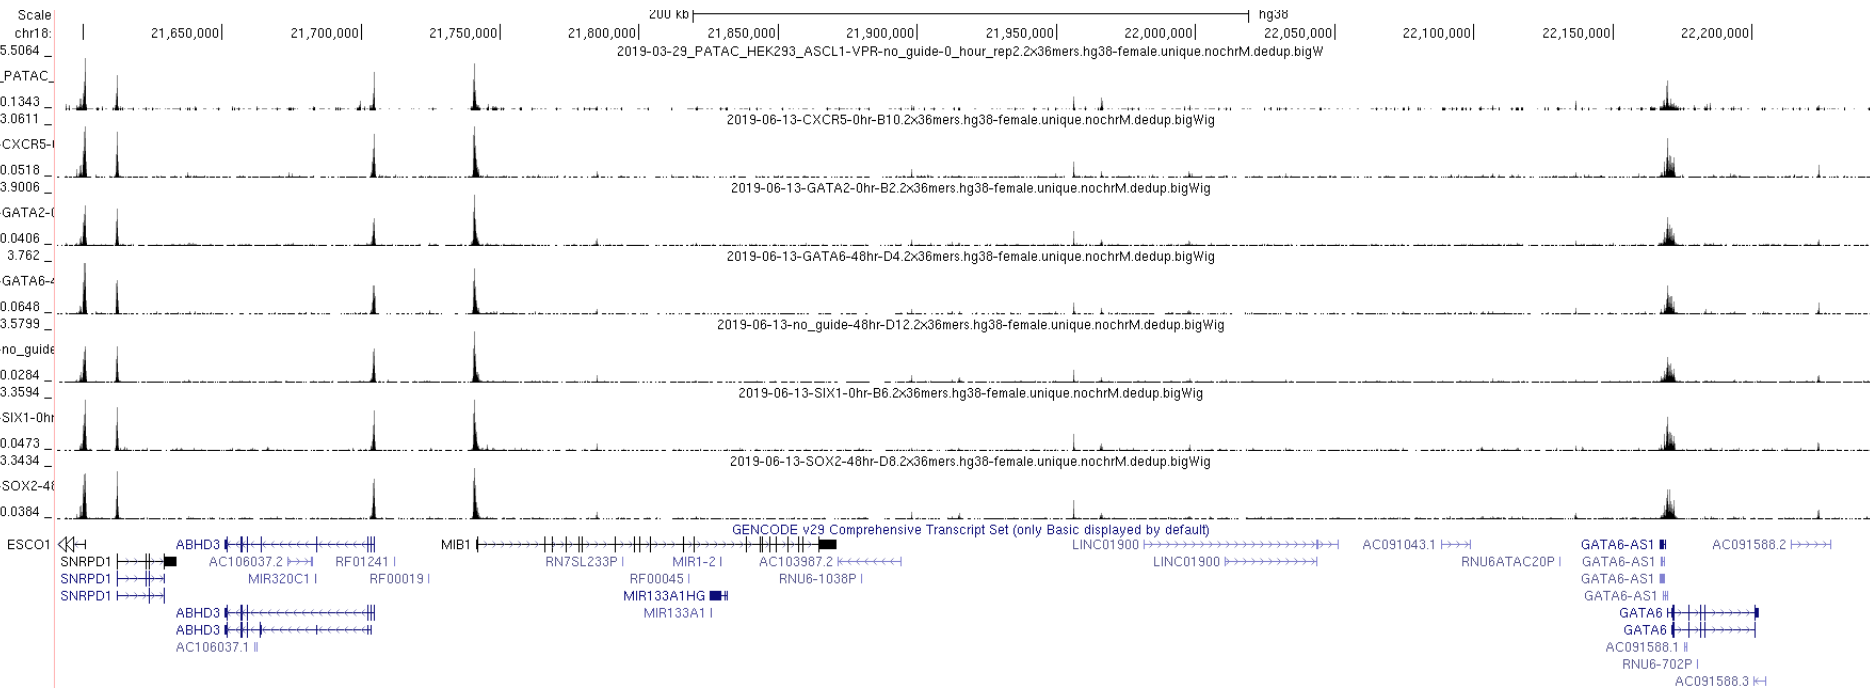 Scale 200 kb hg38
chr18: 21,650,000 21,700,000 21,750,000 21,800,000 21,850,000 21,900,000 21,950,000 22,000,000 22,050,000 22,100,000 22,150,000 22,200,000
5.5064 _ 2019-03-29_PATAC_HEK293_ASCL1-VPR-no_guide-0_hour_rep2.2x36mers.hg38-female.unique.nochrM.dedup.bigW
_PATAC_
0.1343 _
3.0611 _ 2019-06-13-CXCR5-0hr-B10.2x36mers.hg38-female.unique.nochrM.dedup.bigWig
-CXCR5-0
0.0518 _
3.9006 _ 2019-06-13-GATA2-0hr-B2.2x36mers.hg38-female.unique.nochrM.dedup.bigWig
-GATA2-0
0.0406 _
3.762 _ 2019-06-13-GATA6-48hr-D4.2x36mers.hg38-female.unique.nochrM.dedup.bigWig
-GATA6-4
0.0648 _
3.5799 _ 2019-06-13-no_guide-48hr-D12.2x36mers.hg38-female.unique.nochrM.dedup.bigWig
-no_guide
0.0284 _
3.3594 _ 2019-06-13-SIX1-0hr-B6.2x36mers.hg38-female.unique.nochrM.dedup.bigWig
-SIX1-0hr
0.0473 _
3.3434 _ 2019-06-13-SOX2-48hr-D8.2x36mers.hg38-female.unique.nochrM.dedup.bigWig
-SOX2-48
0.0384 _
GENCODE v29 Comprehensive Transcript Set (only Basic displayed by default)
ESCO1 ABHD3 MIB1 LINC01900 AC091043.1 GATA6-AS1 AC091588.2
SNRPD1 AC106037.2 RF01241 RN7SL233P MIR1-2 AC103987.2 LINC01900 RNU6ATAC20P GATA6-AS1
SNRPD1 MIR320C1 RF00019 RF00045 RNU6-1038P GATA6-AS1
SNRPD1 MIR133A1HG GATA6-AS1
ABHD3 MIR133A1 GATA6
ABHD3 GATA6
AC106037.1 AC091588.1
RNU6-702P
AC091588.3